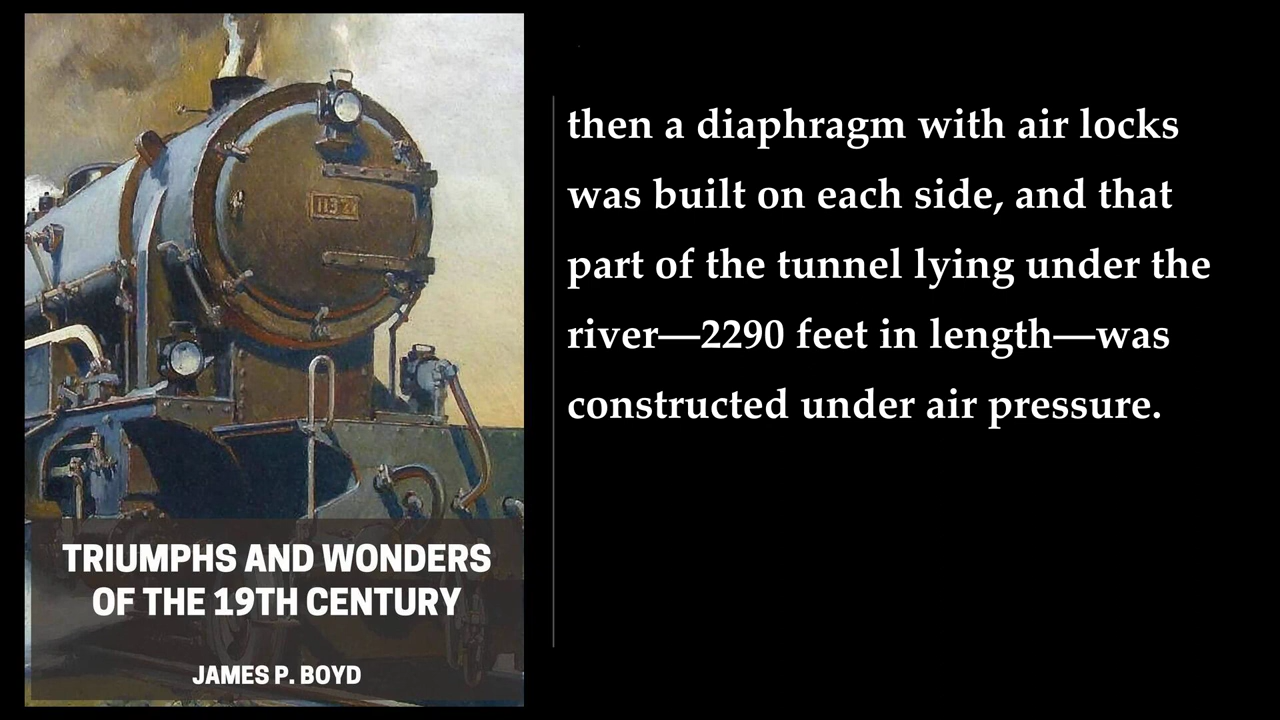 then a diaphragm with air locks
was built on each side, and that
part of the tunnel lying under the
river—2290 feet in length—was
constructed under air pressure.
TRIUMPHS AND WONDERS
OF THE 19TH CENTURY
JAMES P. BOYD